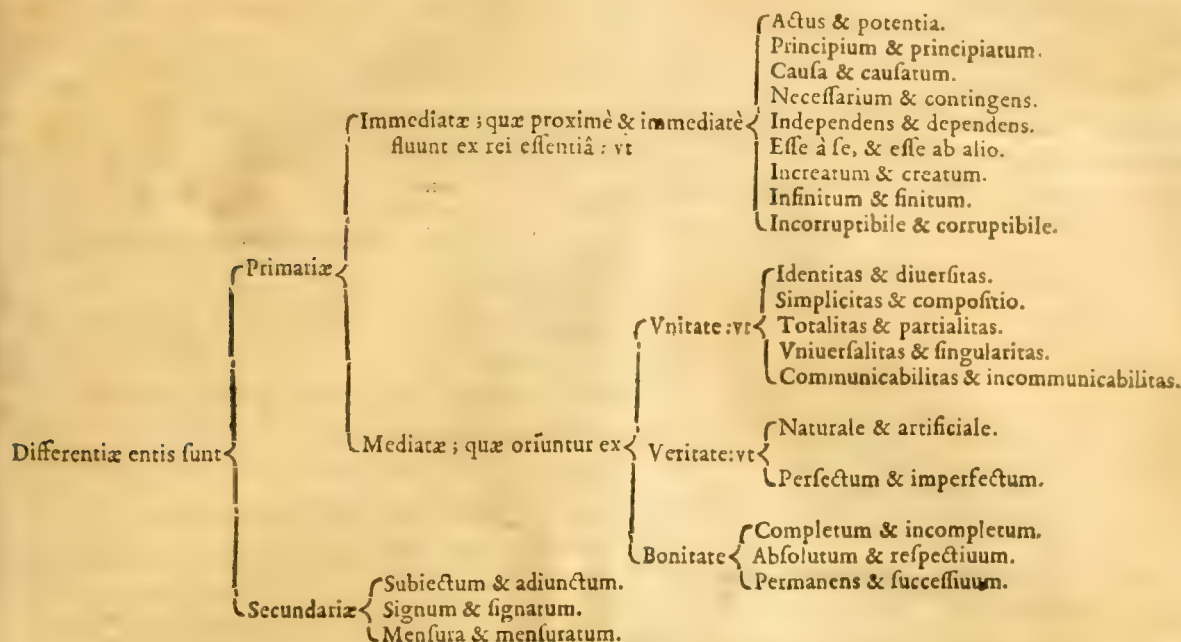 Differentiæ entis sunt
Primariæ
Immediatæ ; quæ proximè & immediatè
fluunt ex rei essentiâ : vt
Actus & potentia.
Principium & principiatum.
Cauſa & cauſatum.
Neceſſarium & contingens.
Independens & dependens.
Eſſe à ſe, & eſſe ab alio.
Increatum & creatum.
Infinitum & finitum.
Incorruptibile & corruptibile.
Mediatæ ; quæ oriuntur ex
Vnitate : vt
Identitas & diuerſitas.
Simplicitas & compoſitio.
Totalitas & partialitas.
Vniuerſalitas & ſingularitas.
Communicabilitas & incommunicabilitas.
Veritate : vt
Naturale & artificiale.
Perfectum & imperfectum.
Bonitate
Completum & incompletum.
Abſolutum & reſpectiuum.
Permanens & ſucceſſiuum.
Secundariæ
Subiectum & adiunctum.
Signum & ſignatum.
Menſura & menſuratum.